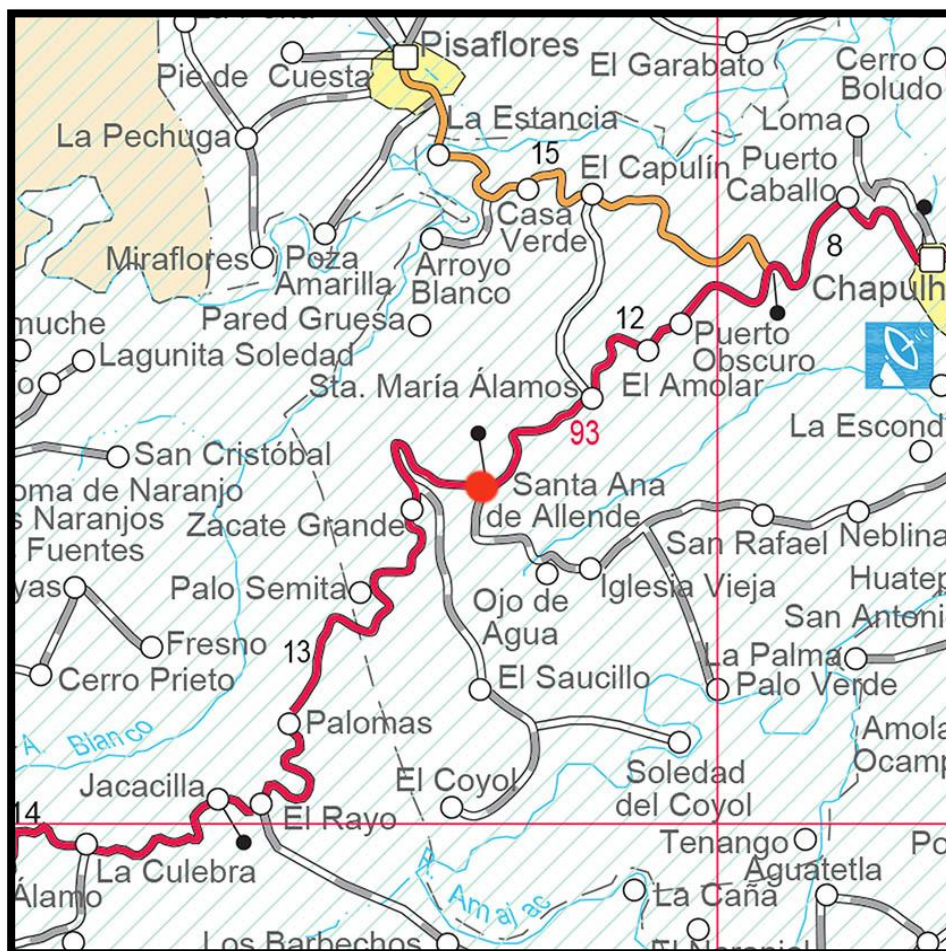 La Peña
Pisaflores
El Garabato
Cerro
Boludo
Pie de Cuesta
La Estancia
Loma
La Pechuga
15
El Capulín
Puerto
Caballo
Casa
Verde
Miraflores
Poza
Amarilla
Arroyo
Blanco
8
Chapulh
Pared Gruesa
12
Puerto
Obscuro
muche
Lagunita Soledad
Sta. María Álamos
El Amolar
93
La Escond
San Cristóbal
oma de Naranjo
s Naranjos
Fuentes
Zacate Grande
Santa Ana
de Allende
San Rafael
Neblina
yas
Palo Semita
Ojo de
Agua
Iglesia Vieja
Huatep
San Antonio
Fresno
13
Cerro Prieto
El Saucillo
La Palma
Palo Verde
Palomas
A. Blanco
Amola
Ocamp
Jacacilla
El Coyol
Soledad
del Coyol
14
El Rayo
Tenango
Po
La Culebra
Aguatetla
Álamo
R. Amajac
La Caña
Los Barbechos
El Naranjal